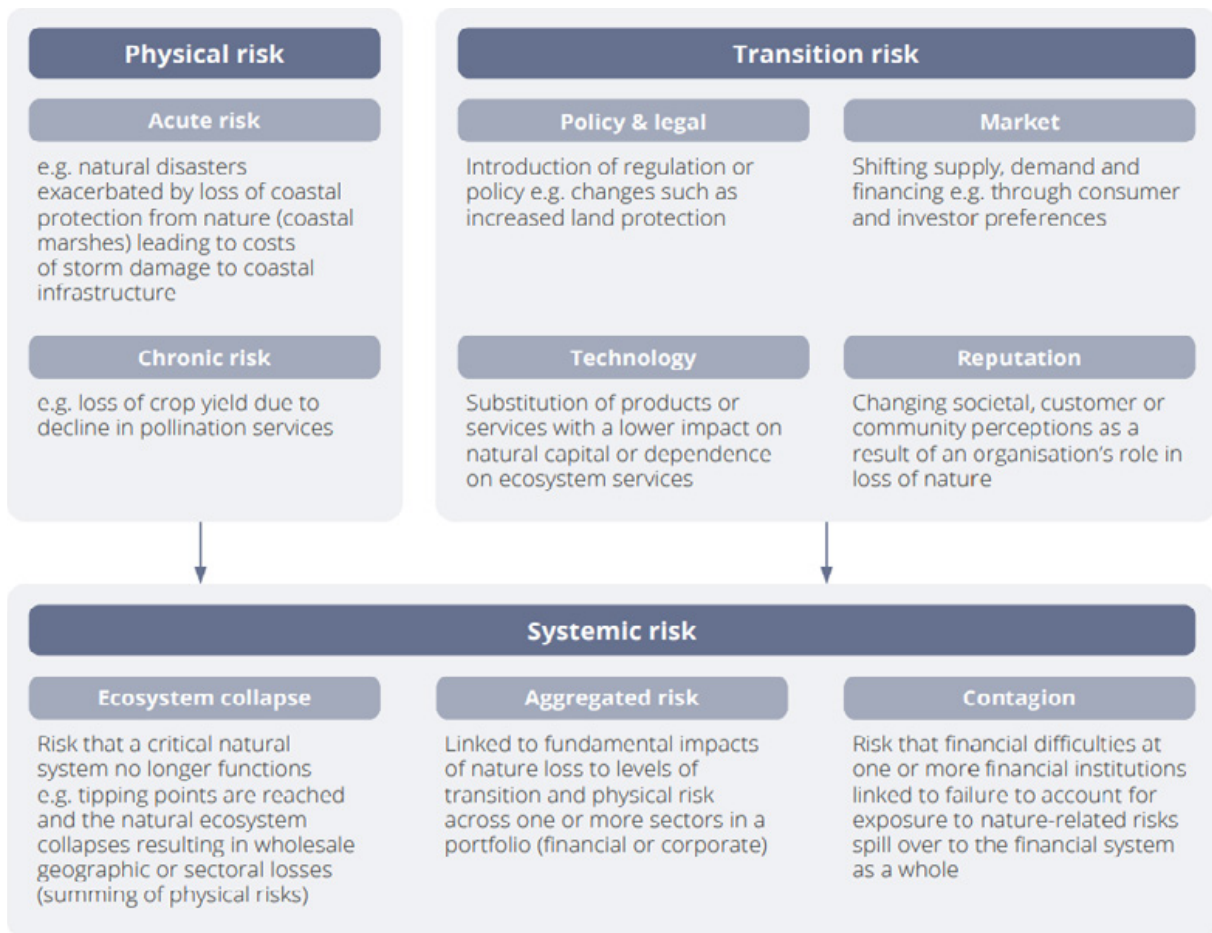 Physical risk
Acute risk
e.g. natural disasters
exacerbated by loss of coastal
protection from nature (coastal
marshes) leading to costs
of storm damage to coastal
infrastructure
Chronic risk
e.g. loss of crop yield due to
decline in pollination services
Transition risk
Policy & legal
Introduction of regulation or
policy e.g. changes such as
increased land protection
Market
Shifting supply, demand and
financing e.g. through consumer
and investor preferences
Technology
Substitution of products or
services with a lower impact on
natural capital or dependence
on ecosystem services
Reputation
Changing societal, customer or
community perceptions as a
result of an organisation's role in
loss of nature
Systemic risk
Ecosystem collapse
Risk that a critical natural
system no longer functions
e.g. tipping points are reached
and the natural ecosystem
collapses resulting in wholesale
geographic or sectoral losses
(summing of physical risks)
Aggregated risk
Linked to fundamental impacts
of nature loss to levels of
transition and physical risk
across one or more sectors in a
portfolio (financial or corporate)
Contagion
Risk that financial difficulties at
one or more financial institutions
linked to failure to account for
exposure to nature-related risks
spill over to the financial system
as a whole